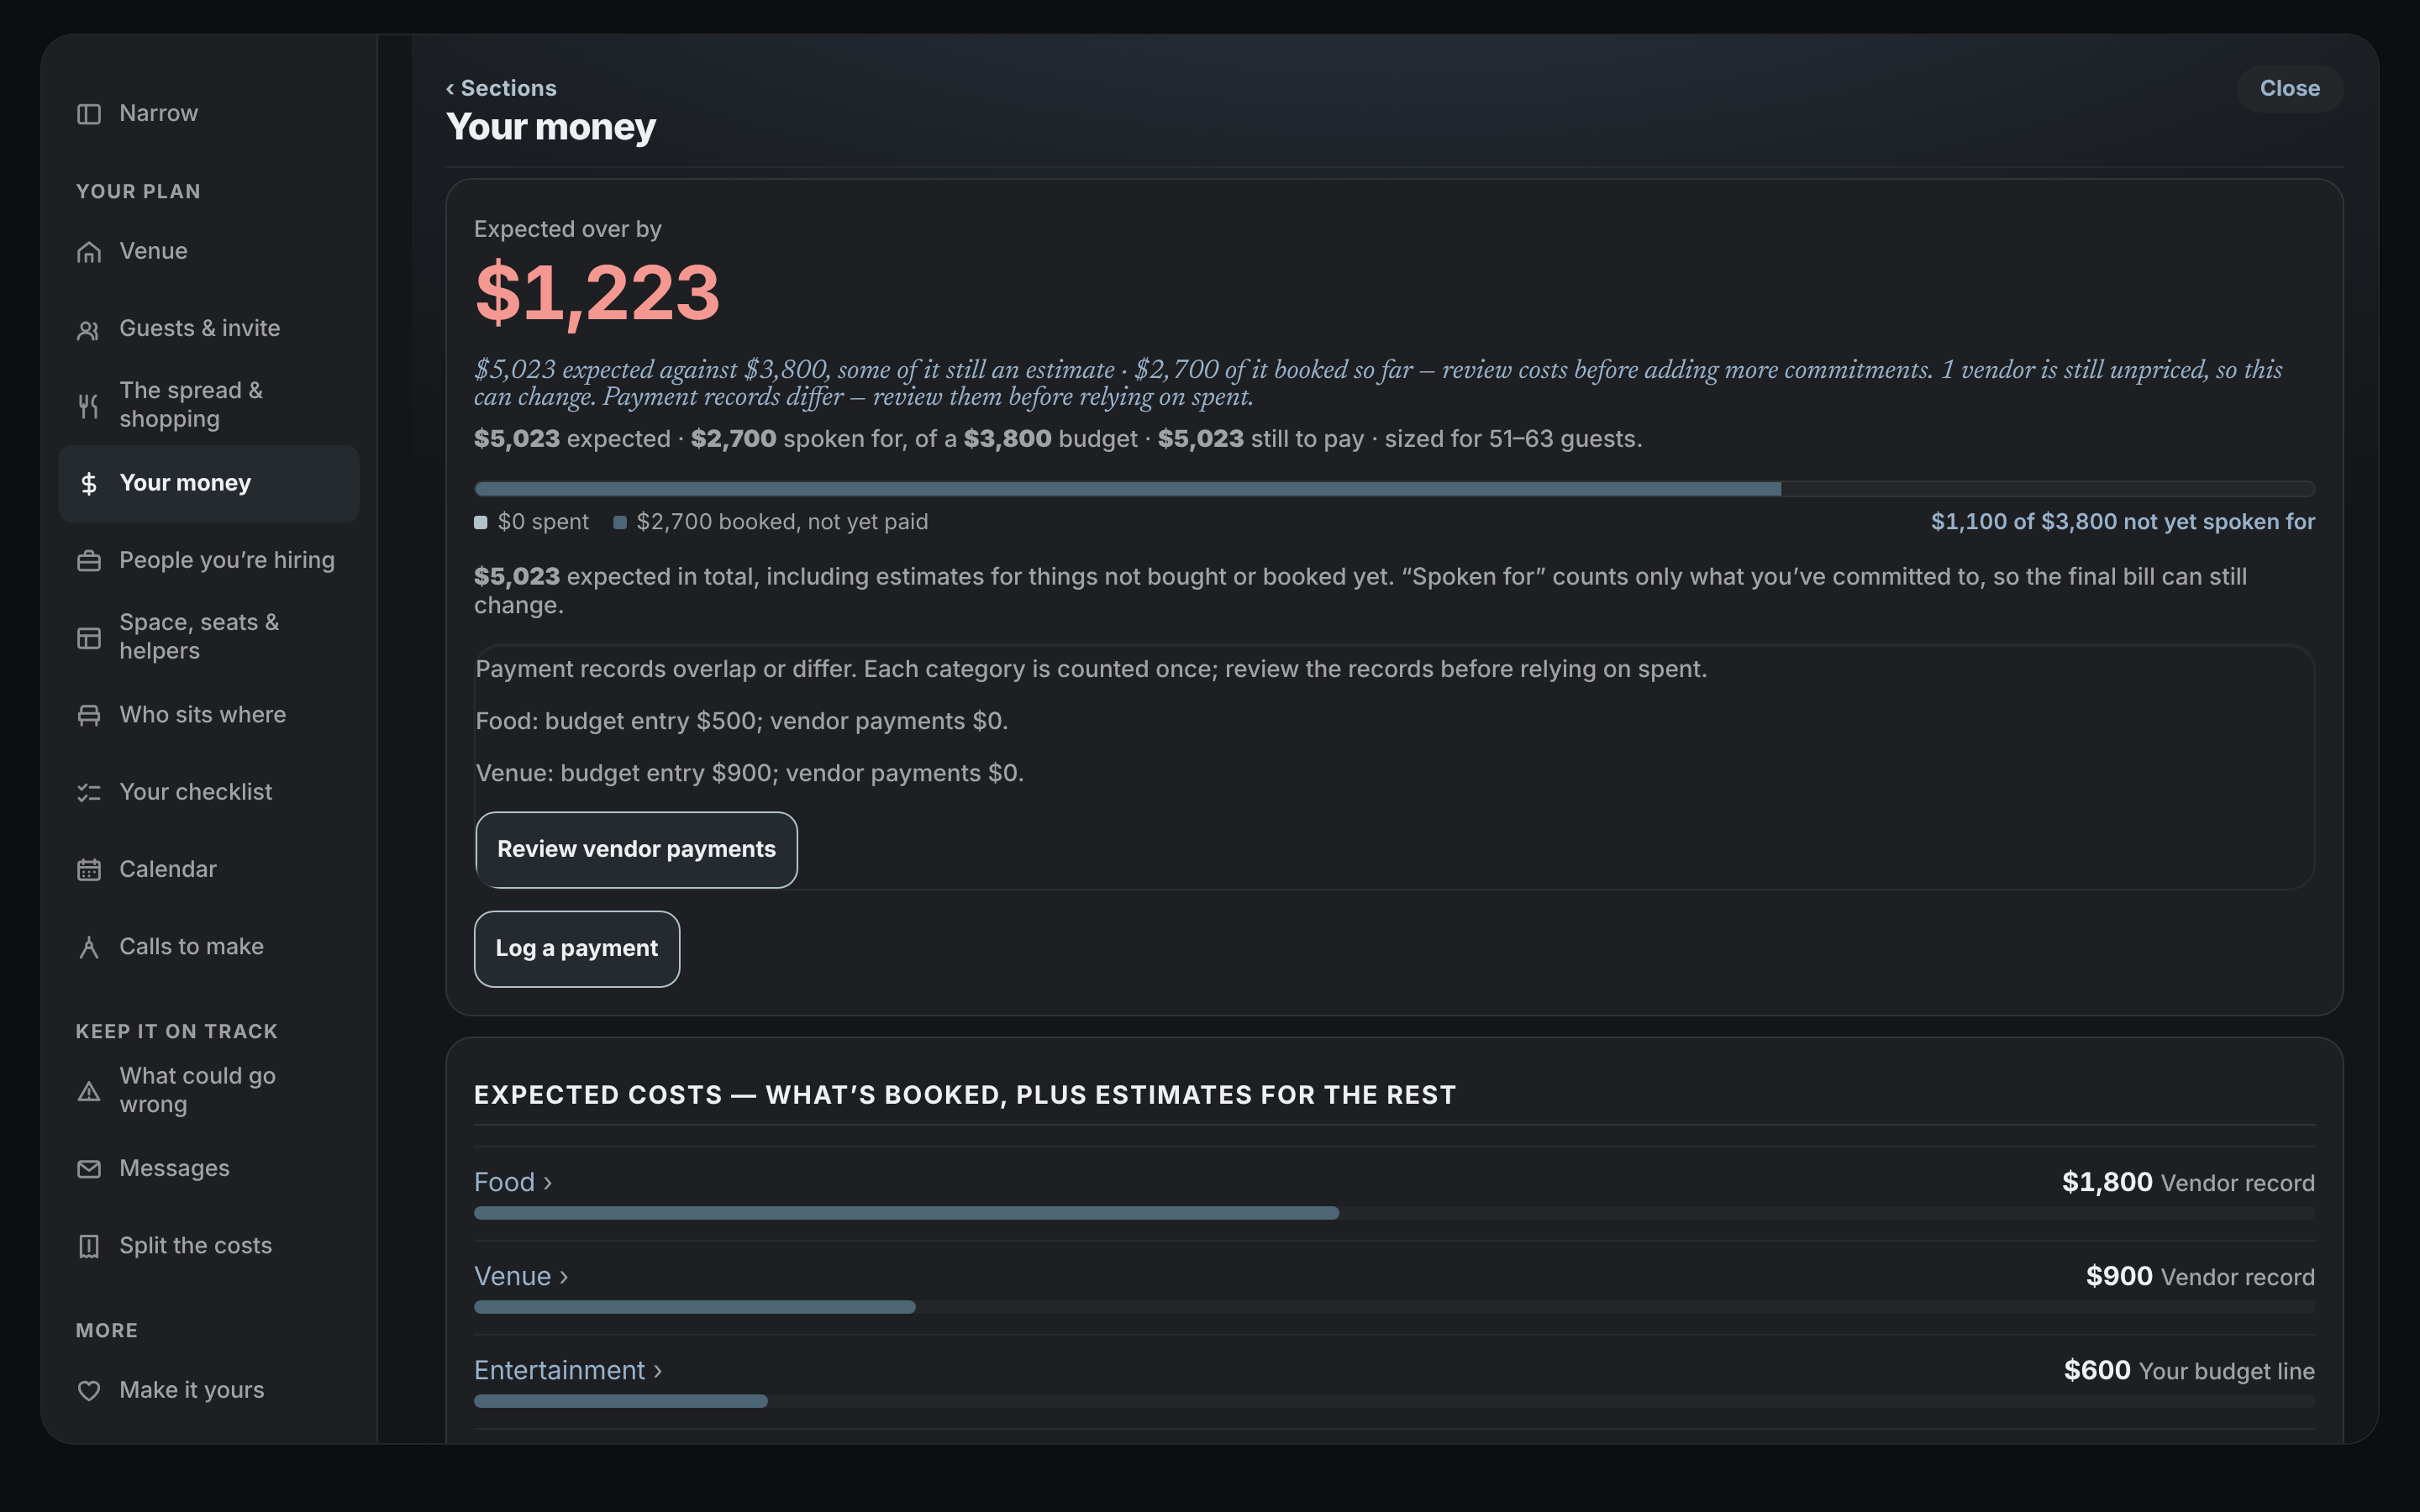 Narrow
YOUR PLAN
Venue
Guests & invite
The spread &
shopping
Your money
People you’re hiring
Space, seats &
helpers
Who sits where
Your checklist
Calendar
Calls to make
KEEP IT ON TRACK
What could go
wrong
Messages
Split the costs
MORE
Make it yours
‹ Sections
Close
Your money
Expected over by
$1,223
$5,023 expected against $3,800, some of it still an estimate · $2,700 of it booked so far – review costs before adding more commitments. 1 vendor is still unpriced, so this
can change. Payment records differ – review them before relying on spent.
$5,023 expected · $2,700 spoken for, of a $3,800 budget · $5,023 still to pay · sized for 51–63 guests.
$0 spent $2,700 booked, not yet paid $1,100 of $3,800 not yet spoken for
$5,023 expected in total, including estimates for things not bought or booked yet. “Spoken for” counts only what you’ve committed to, so the final bill can still
change.
Payment records overlap or differ. Each category is counted once; review the records before relying on spent.
Food: budget entry $500; vendor payments $0.
Venue: budget entry $900; vendor payments $0.
Review vendor payments
Log a payment
EXPECTED COSTS — WHAT’S BOOKED, PLUS ESTIMATES FOR THE REST
Food › $1,800 Vendor record
Venue › $900 Vendor record
Entertainment › $600 Your budget line